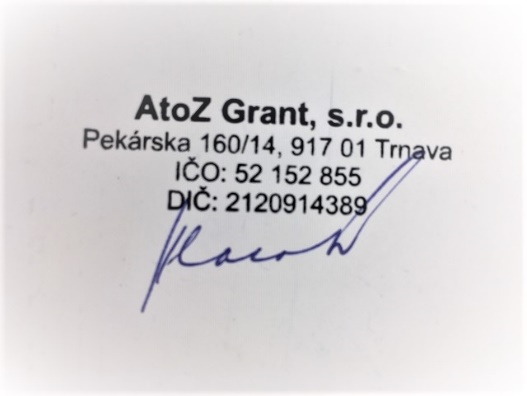 AtoZ Grant, s.r.o.
Pekárska 160/14, 917 01 Trnava
IČO: 52 152 855
DIČ: 2120914389